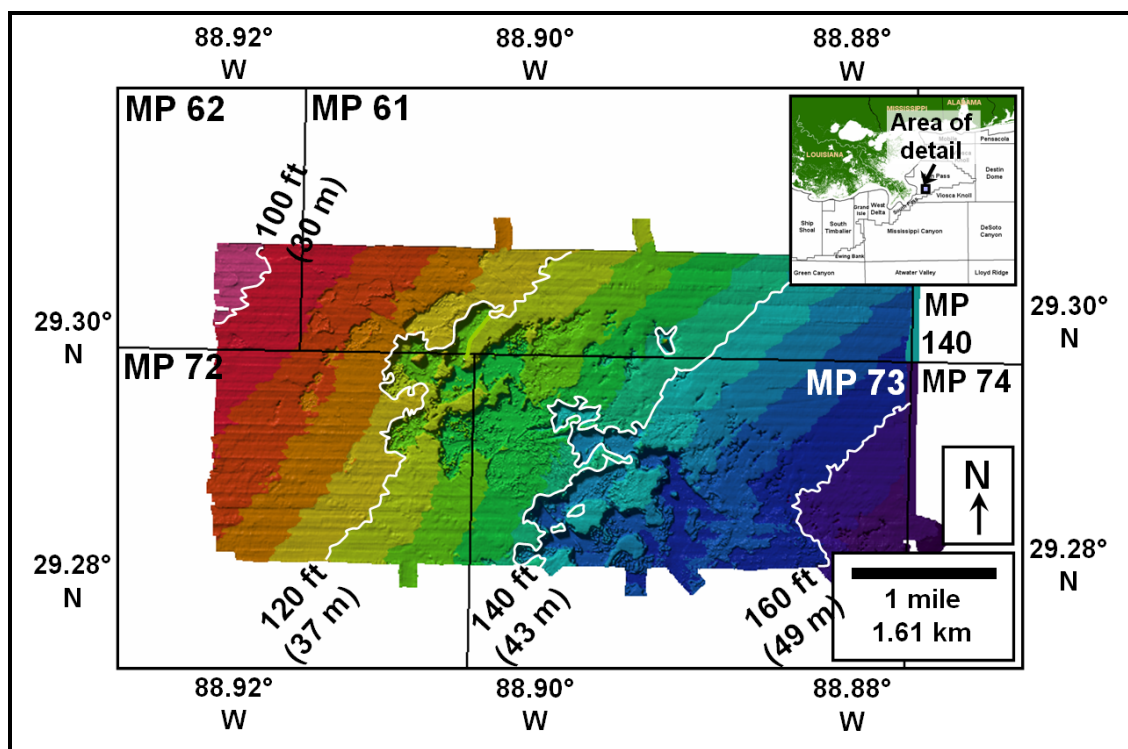 88.92°
W
88.90°
W
88.88°
W
MP 62
MP 61
100 ft
(30 m)
MISSISSIPPI
ALABAMA
Area of
detail
LOUISIANA
Pensacola
Destin
Dome
Viosca Knoll
Grand
Isle
West
Delta
Ship
Shoal
South
Timbalier
Mississippi Canyon
DeSoto
Canyon
Ewing Bank
Green Canyon
Atwater Valley
Lloyd Ridge
29.30°
N
MP
140
29.30°
N
MP 72
MP 73
MP 74
N
29.28°
N
29.28°
N
120 ft
(37 m)
140 ft
(43 m)
160 ft
(49 m)
1 mile
1.61 km
88.92°
W
88.90°
W
88.88°
W